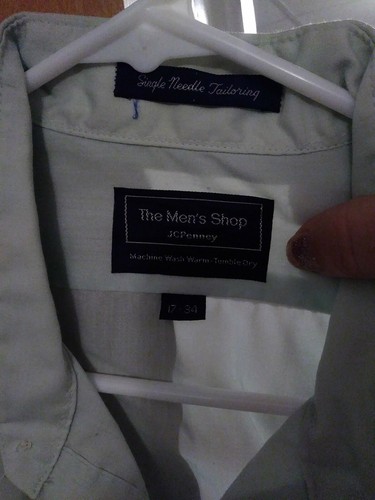 Single Needle Tailoring
The Men's Shop
JCPenney
Machine Wash Warm-Tumble Dry
17 34